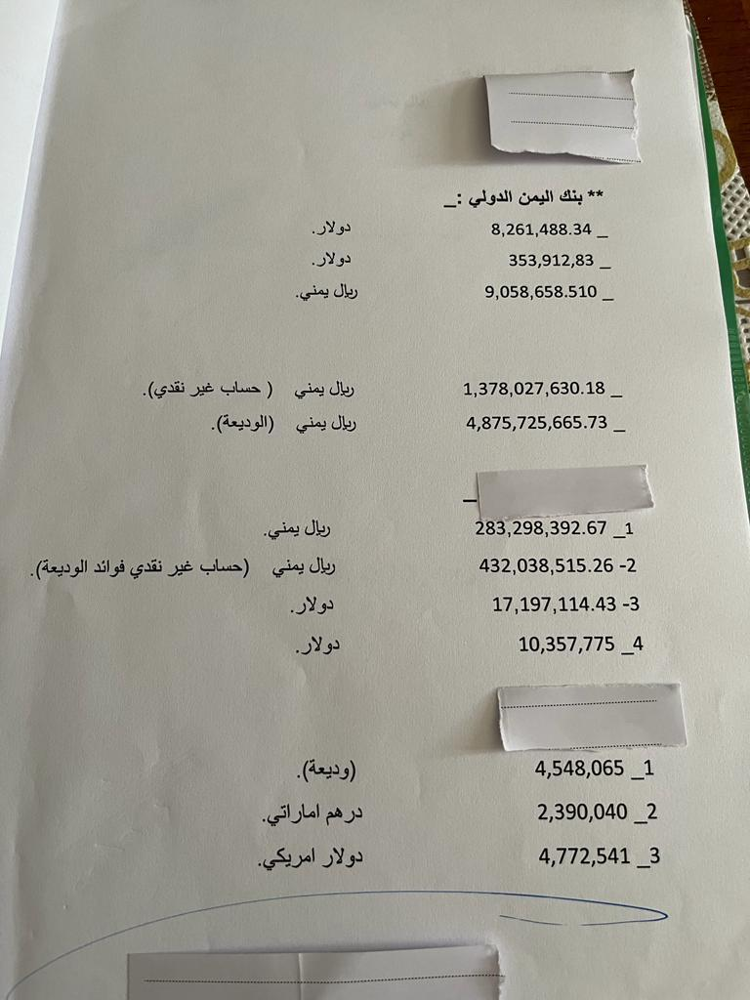 ** بنك اليمن الدولي :_
_ 8,261,488.34 دولار.
_ 353,912,83 دولار.
_ 9,058,658.510 ريال يمني.
_ 1,378,027,630.18 ريال يمني ( حساب غير نقدي).
_ 4,875,725,665.73 ريال يمني (الوديعة).
_
1_ 283,298,392.67 ريال يمني.
2- 432,038,515.26 ريال يمني (حساب غير نقدي فوائد الوديعة).
3- 17,197,114.43 دولار.
4_ 10,357,775 دولار.
1_ 4,548,065 (وديعة).
2_ 2,390,040 درهم اماراتي.
3_ 4,772,541 دولار امريكي.